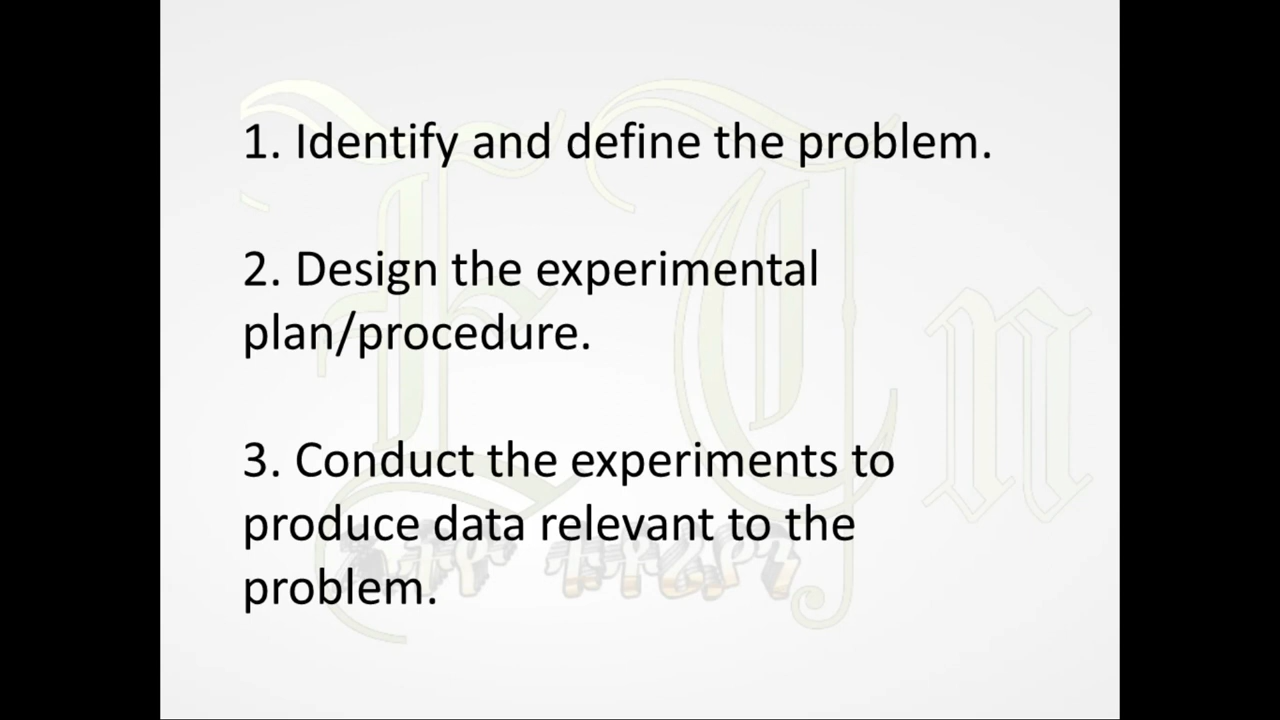 1. Identify and define the problem.
2. Design the experimental
plan/procedure.
3. Conduct the experiments to
produce data relevant to the
problem.